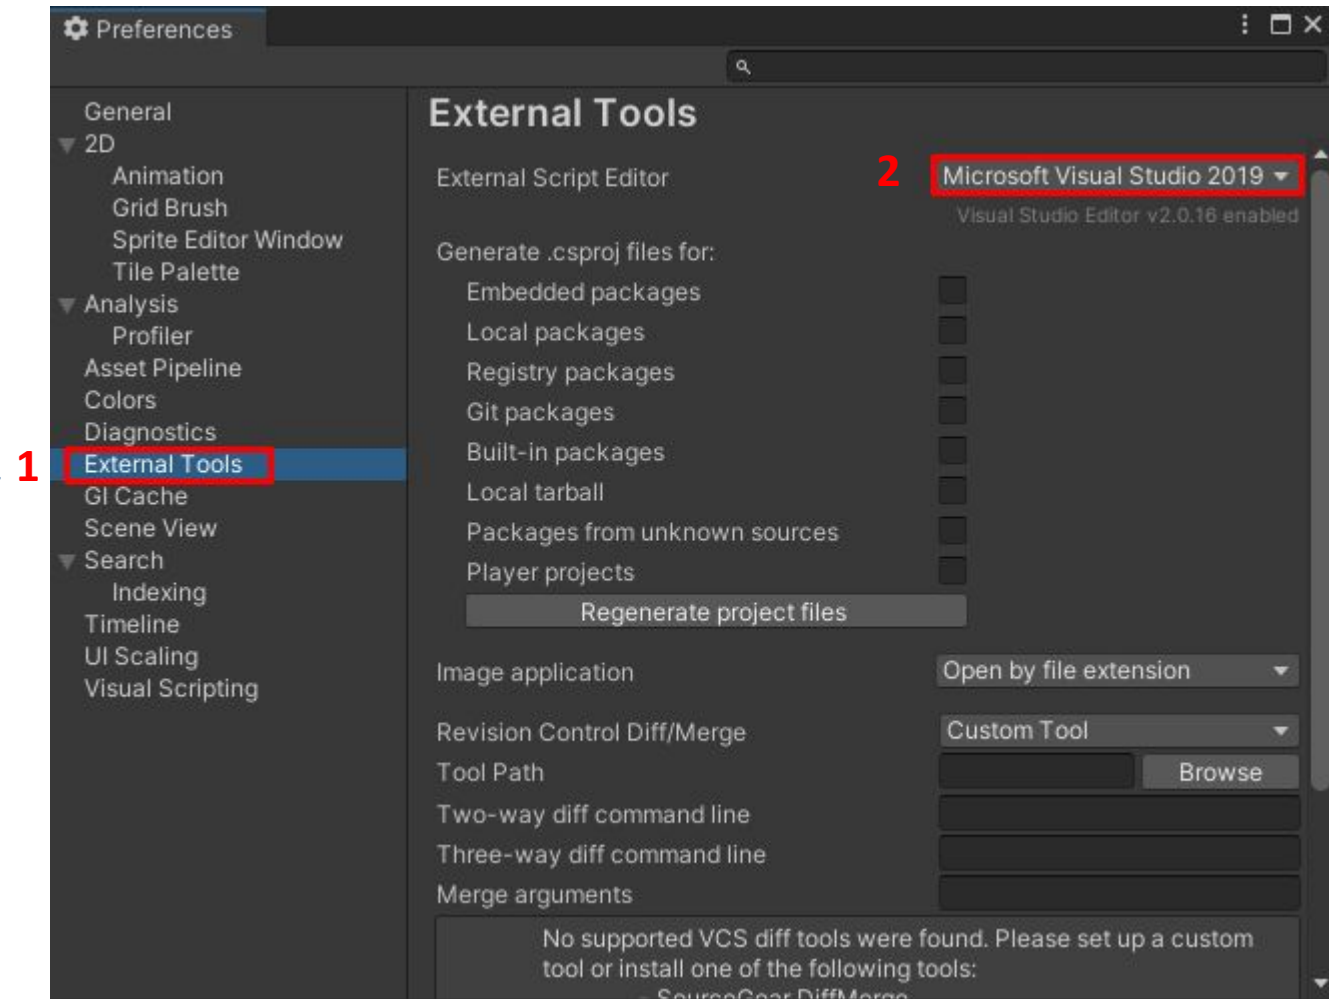 Preferences
General
2D
Animation
Grid Brush
Sprite Editor Window
Tile Palette
Analysis
Profiler
Asset Pipeline
Colors
Diagnostics
1
External Tools
GI Cache
Scene View
Search
Indexing
Timeline
UI Scaling
Visual Scripting
External Tools
External Script Editor
2
Microsoft Visual Studio 2019
Visual Studio Editor v2.0.16 enabled
Generate .csproj files for:
Embedded packages
Local packages
Registry packages
Git packages
Built-in packages
Local tarball
Packages from unknown sources
Player projects
Regenerate project files
Image application
Open by file extension
Revision Control Diff/Merge
Custom Tool
Tool Path
Browse
Two-way diff command line
Three-way diff command line
Merge arguments
No supported VCS diff tools were found. Please set up a custom
tool or install one of the following tools:
- SourceGear DiffMerge